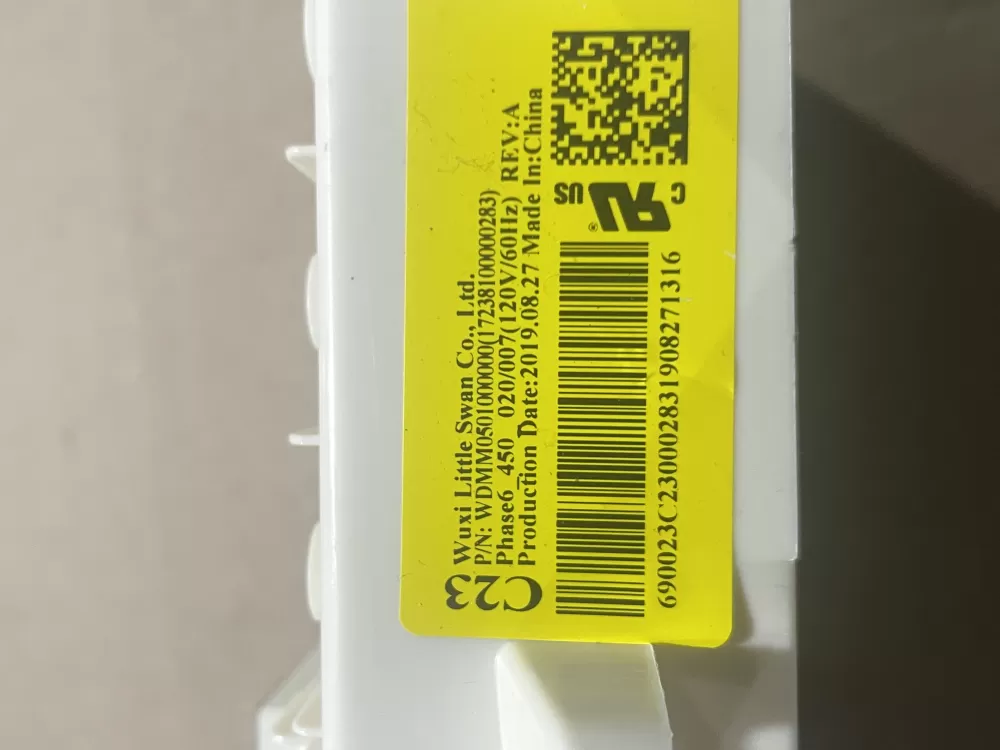 C23
Wuxi Little Swan Co., Ltd.
P/N: WDMM0501000000(17238100000283)
Phase6_450 020/007(120V/60Hz) REV:A
Production Date:2019.08.27 Made In:China
C US ®
690023C230002831908271316